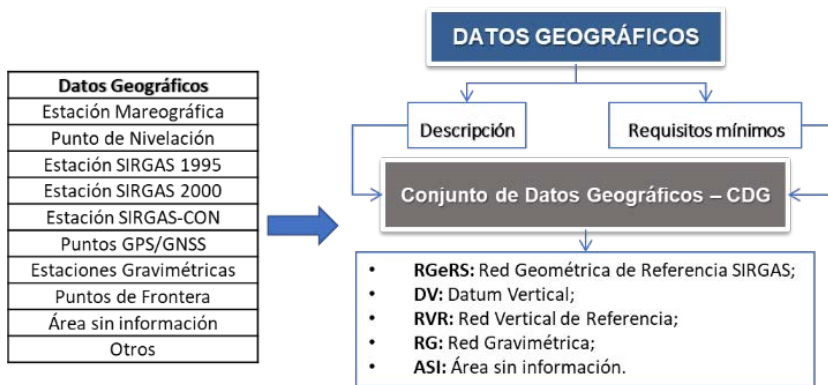 Datos Geográficos
Estación Mareográfica
Punto de Nivelación
Estación SIRGAS 1995
Estación SIRGAS 2000
Estación SIRGAS-CON
Puntos GPS/GNSS
Estaciones Gravimétricas
Puntos de Frontera
Área sin información
Otros
DATOS GEOGRÁFICOS
Descripción
Requisitos mínimos
Conjunto de Datos Geográficos – CDG
• RGeRS: Red Geométrica de Referencia SIRGAS;
• DV: Datum Vertical;
• RVR: Red Vertical de Referencia;
• RG: Red Gravimétrica;
• ASI: Área sin información.